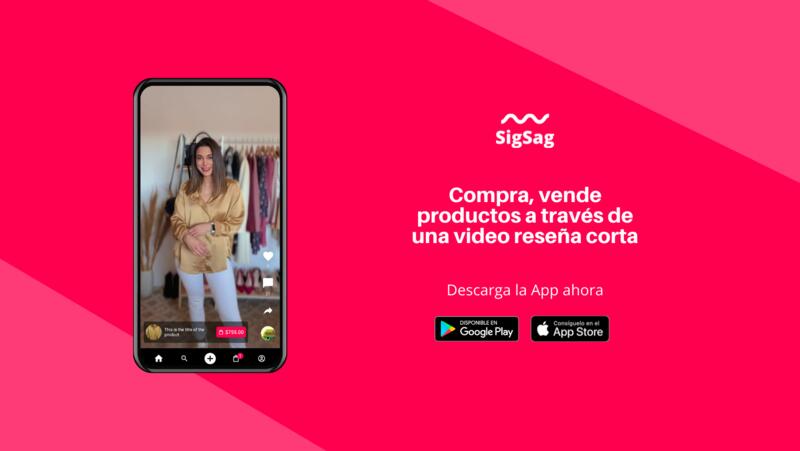 SigSag
Compra, vende
productos a través de
una video reseña corta
Descarga la App ahora
DISPONIBLE EN
Google Play
Consíguelo en el
App Store
This is the title of the
product
$755.00
1